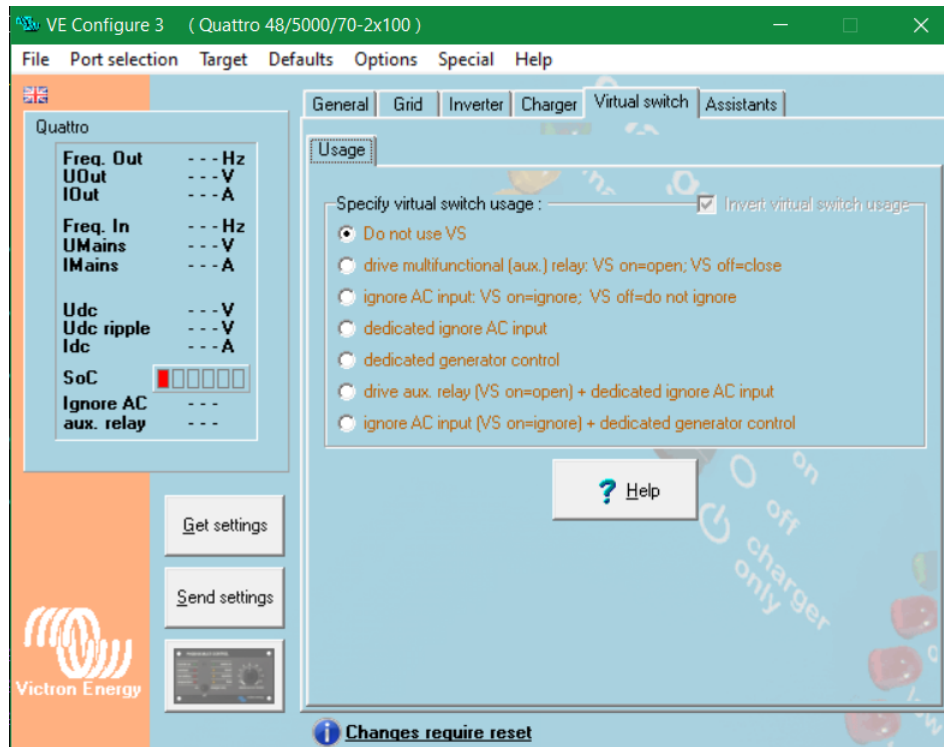 VE Configure 3 ( Quattro 48/5000/70-2x100 )
File Port selection Target Defaults Options Special Help
General Grid Inverter Charger Virtual switch Assistants
Quattro
Freq. Out - - - Hz
UOut - - - V
IOut - - - A
Freq. In - - - Hz
UMains - - - V
IMains - - - A
Udc - - - V
Udc ripple - - - V
Idc - - - A
SoC
Ignore AC - - -
aux. relay - - -
Get settings
Send settings
Victron Energy
Usage
Specify virtual switch usage :
Invert virtual switch usage
Do not use VS
drive multifunctional (aux.) relay: VS on=open; VS off=close
ignore AC input: VS on=ignore; VS off=do not ignore
dedicated ignore AC input
dedicated generator control
drive aux. relay (VS on=open) + dedicated ignore AC input
ignore AC input (VS on=ignore) + dedicated generator control
? Help
on
off
charger
only
Changes require reset